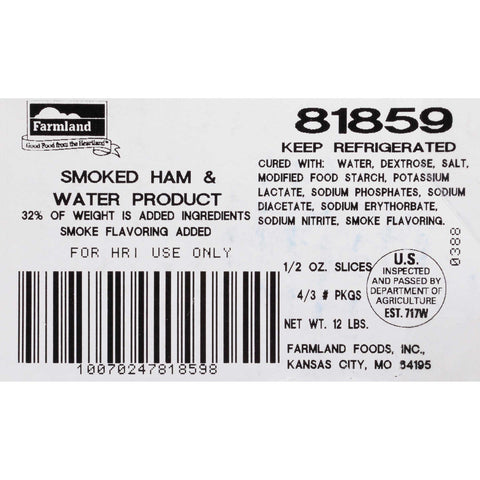 Farmland
Good Food from the Heartland
81859
KEEP REFRIGERATED
SMOKED HAM &
WATER PRODUCT
32% OF WEIGHT IS ADDED INGREDIENTS
SMOKE FLAVORING ADDED
FOR HRI USE ONLY
CURED WITH: WATER, DEXTROSE, SALT,
MODIFIED FOOD STARCH, POTASSIUM
LACTATE, SODIUM PHOSPHATES, SODIUM
DIACETATE, SODIUM ERYTHORBATE,
SODIUM NITRITE, SMOKE FLAVORING.
0388
1/2 OZ. SLICES
4/3 # PKGS
NET WT. 12 LBS.
U.S.
INSPECTED
AND PASSED BY
DEPARTMENT OF
AGRICULTURE
EST. 717W
10070247818598
FARMLAND FOODS, INC.,
KANSAS CITY, MO 64195